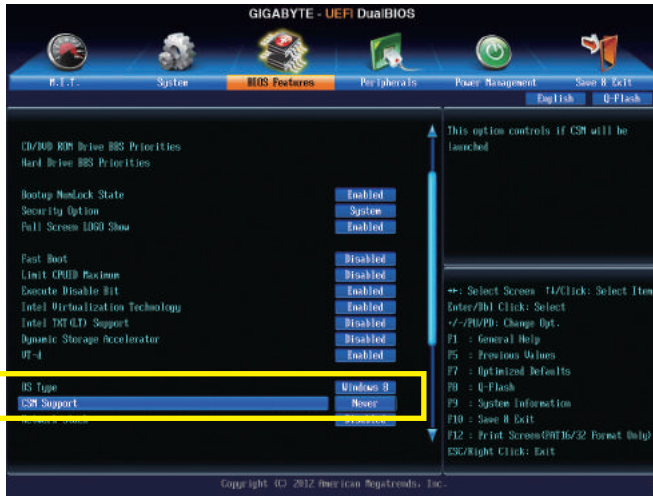 GIGABYTE - UEFI DualBIOS
M.I.T.
System
BIOS Features
Peripherals
Power Management
Save & Exit
English
Q-Flash
CD/DVD ROM Drive BBS Priorities
Hard Drive BBS Priorities
Bootup NumLock State Enabled
Security Option System
Full Screen LOGO Show Enabled
Fast Boot Disabled
Limit CPUID Maximum Disabled
Execute Disable Bit Enabled
Intel Virtualization Technology Enabled
Intel TXT(LT) Support Disabled
Dynamic Storage Accelerator Disabled
VT-d Enabled
OS Type Windows 8
CSM Support Never
Network Stack Disabled
This option controls if CSM will be
launched
: Select Screen ↑↓/Click: Select Item
Enter/Dbl Click: Select
+/-/PU/PD: Change Opt.
F1 : General Help
F5 : Previous Values
F7 : Optimized Defaults
F8 : Q-Flash
F9 : System Information
F10 : Save & Exit
F12 : Print Screen(FAT16/32 Format Only)
ESC/Right Click: Exit
Copyright (C) 2012 American Megatrends, Inc.